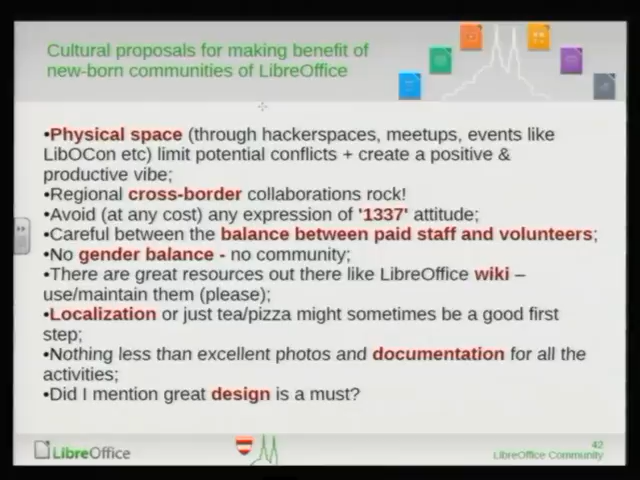 Cultural proposals for making benefit of
new-born communities of LibreOffice
•Physical space (through hackerspaces, meetups, events like
LibOCon etc) limit potential conflicts + create a positive &
productive vibe;
•Regional cross-border collaborations rock!
•Avoid (at any cost) any expression of '1337' attitude;
•Careful between the balance between paid staff and volunteers;
•No gender balance - no community;
•There are great resources out there like LibreOffice wiki –
use/maintain them (please);
•Localization or just tea/pizza might sometimes be a good first
step;
•Nothing less than excellent photos and documentation for all the
activities;
•Did I mention great design is a must?
LibreOffice
42
LibreOffice Community